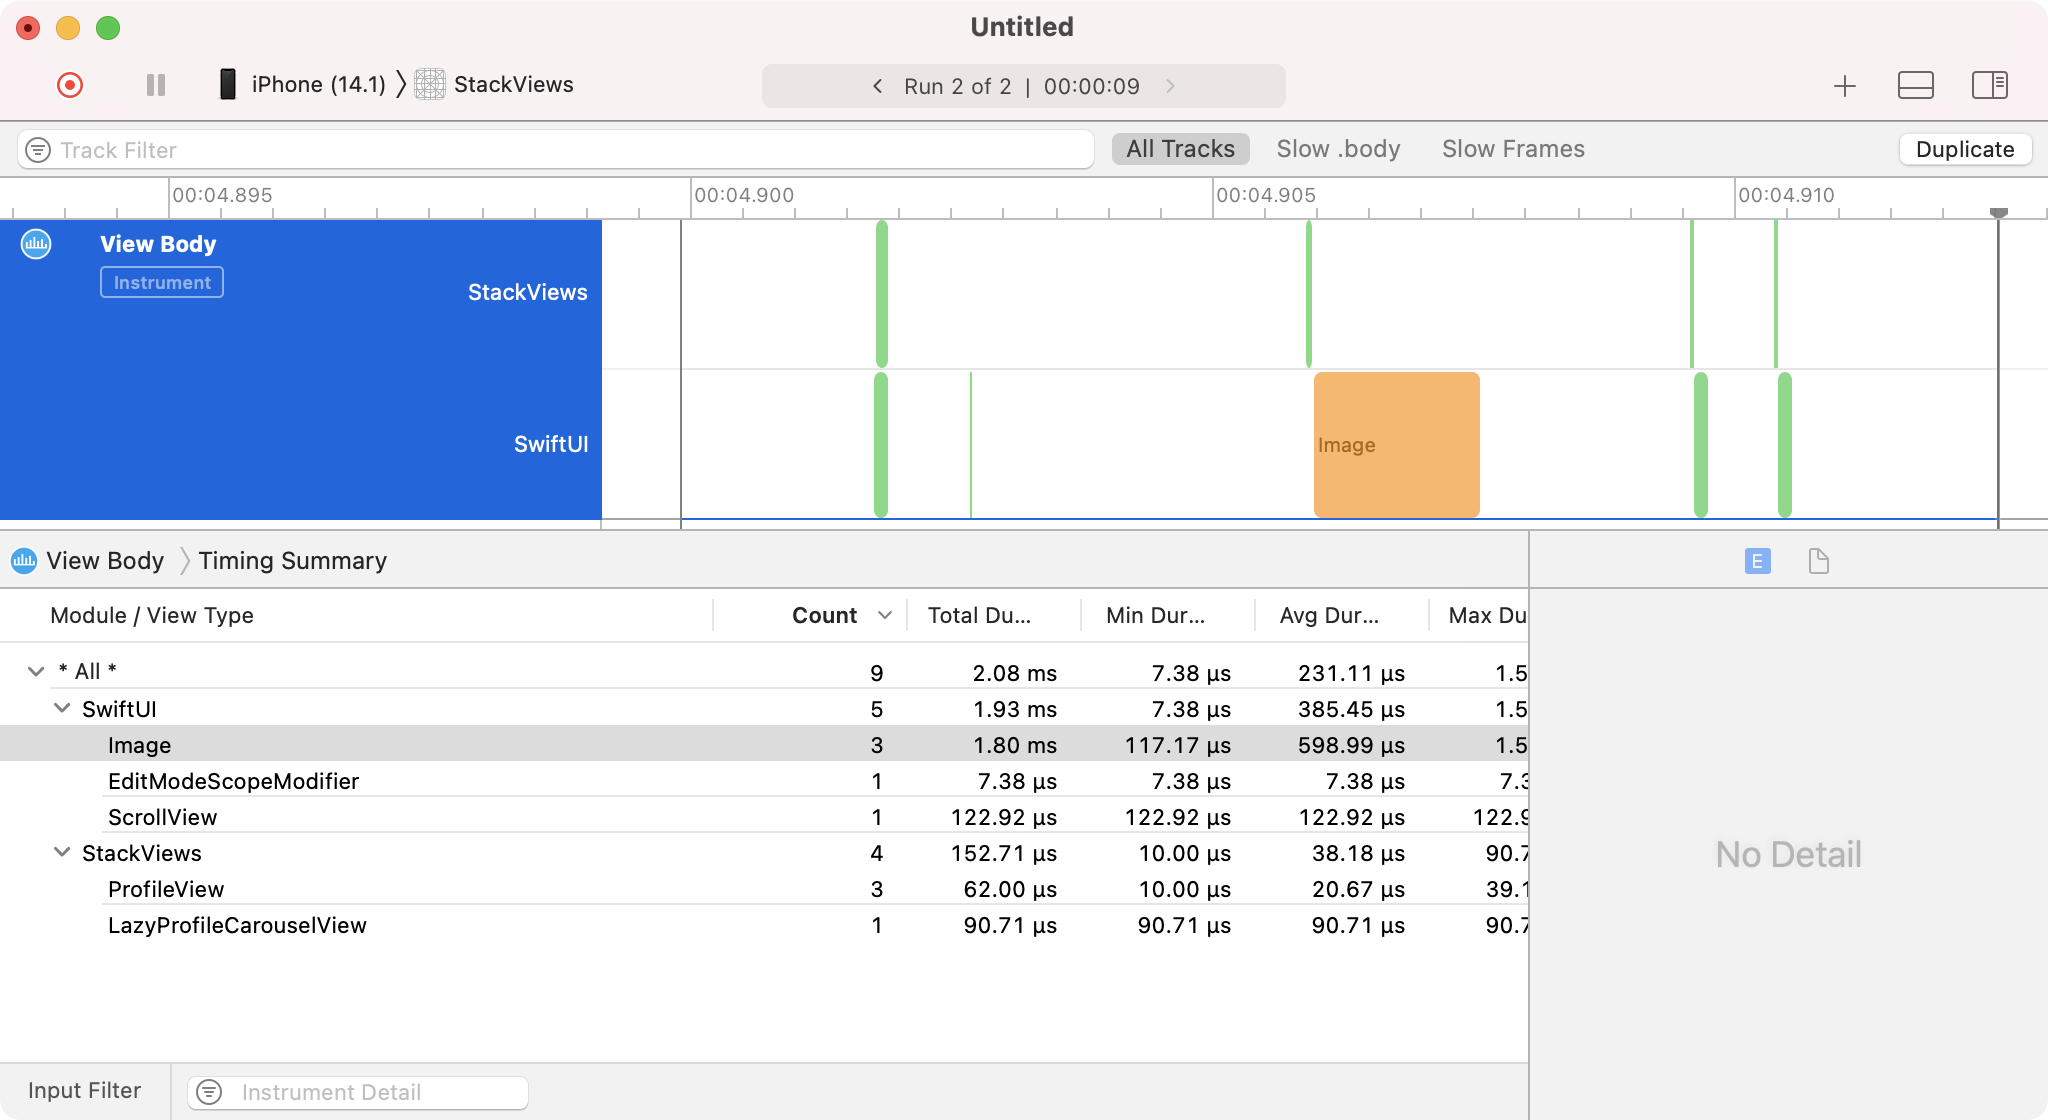 Untitled
iPhone (14.1) 〉 StackViews
Run 2 of 2 | 00:00:09
Track Filter
All Tracks Slow .body Slow Frames Duplicate
00:04.895 00:04.900 00:04.905 00:04.910
View Body
Instrument
StackViews
SwiftUI Image
View Body 〉 Timing Summary E
Module / View Type Count Total Du... Min Dur... Avg Dur... Max Du
* All * 9 2.08 ms 7.38 µs 231.11 µs 1.5
SwiftUI 5 1.93 ms 7.38 µs 385.45 µs 1.5
Image 3 1.80 ms 117.17 µs 598.99 µs 1.5
EditModeScopeModifier 1 7.38 µs 7.38 µs 7.38 µs 7.3
ScrollView 1 122.92 µs 122.92 µs 122.92 µs 122.9
StackViews 4 152.71 µs 10.00 µs 38.18 µs 90.7
ProfileView 3 62.00 µs 10.00 µs 20.67 µs 39.1
LazyProfileCarouselView 1 90.71 µs 90.71 µs 90.71 µs 90.7
No Detail
Input Filter Instrument Detail